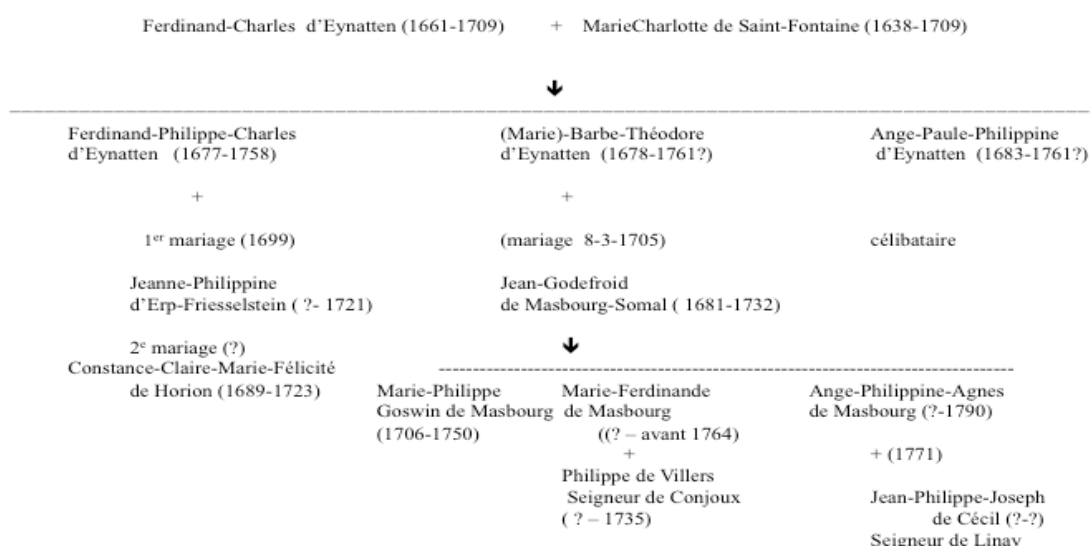 Ferdinand-Charles d'Eynatten (1661-1709) + MarieCharlotte de Saint-Fontaine (1638-1709)
Ferdinand-Philippe-Charles (Marie)-Barbe-Théodore Ange-Paule-Philippine
d'Eynatten (1677-1758) d'Eynatten (1678-1761?) d'Eynatten (1683-1761?)
+ +
1er mariage (1699) (mariage 8-3-1705) célibataire
Jeanne-Philippine Jean-Godefroid
d'Erp-Friesselstein ( ?- 1721) de Masbourg-Somal ( 1681-1732)
2e mariage (?)
Constance-Claire-Marie-Félicité
de Horion (1689-1723) Marie-Philippe Marie-Ferdinande Ange-Philippine-Agnes
Goswin de Masbourg de Masbourg de Masbourg (?-1790)
(1706-1750) ((? – avant 1764)
+ + (1771)
Philippe de Villers
Seigneur de Conjoux Jean-Philippe-Joseph
( ? – 1735) de Cécil (?-?)
Seigneur de Linay